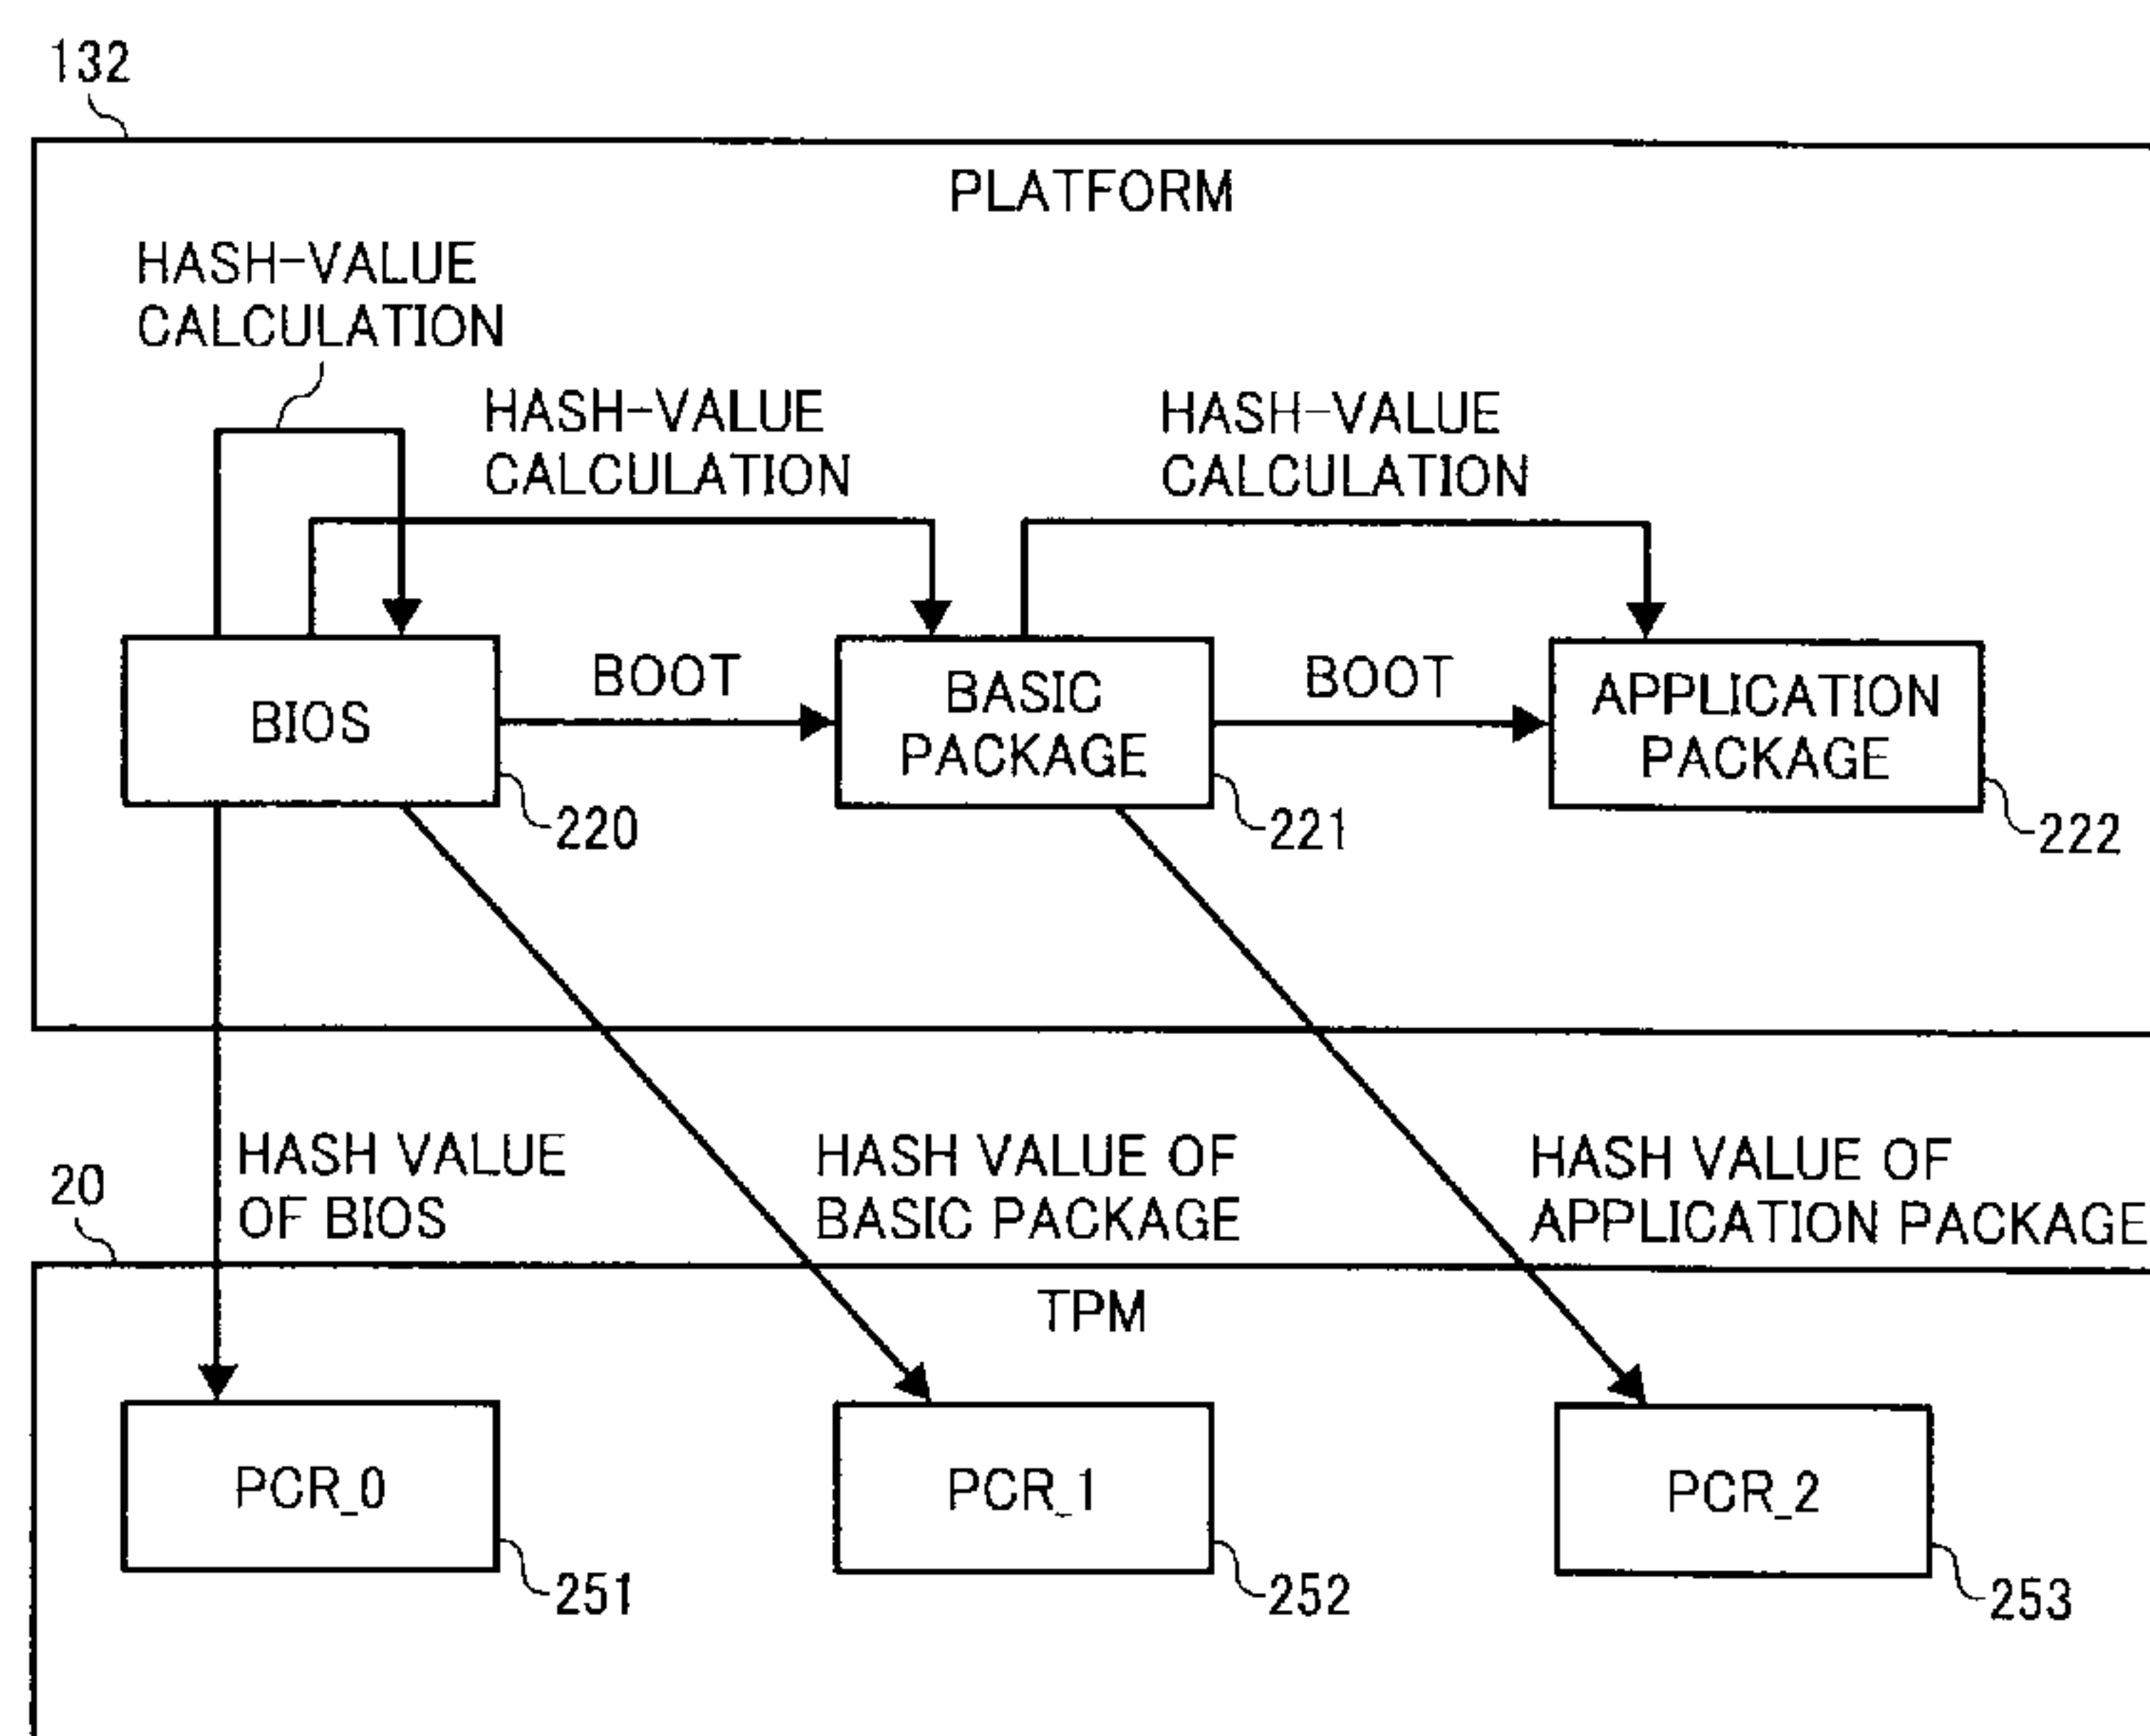 132
PLATFORM
HASH-VALUE
CALCULATION
HASH-VALUE
CALCULATION
HASH-VALUE
CALCULATION
BIOS
BOOT
BASIC
PACKAGE
BOOT
APPLICATION
PACKAGE
220
221
222
HASH VALUE
OF BIOS
HASH VALUE OF
BASIC PACKAGE
HASH VALUE OF
APPLICATION PACKAGE
20
TPM
PCR_0
PCR_1
PCR_2
251
252
253